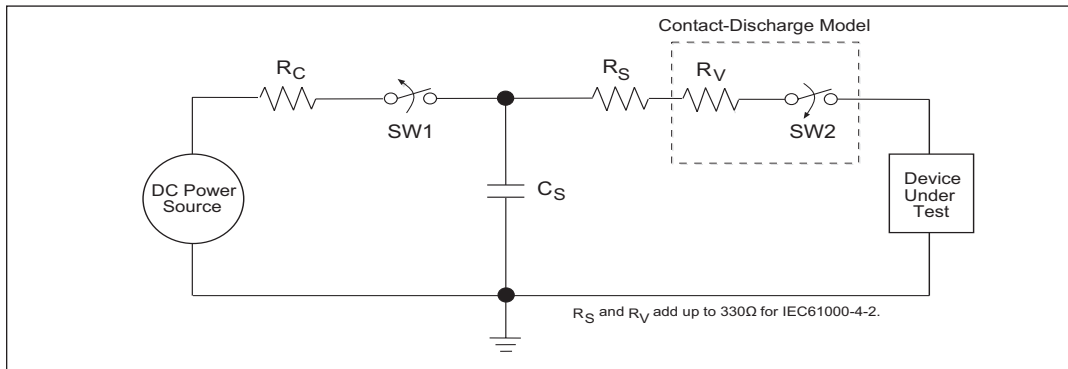 Contact-Discharge Model
RC
RS
RV
SW1
SW2
CS
DC Power
Source
Device
Under
Test
RS and RV add up to 330Ω for IEC61000-4-2.